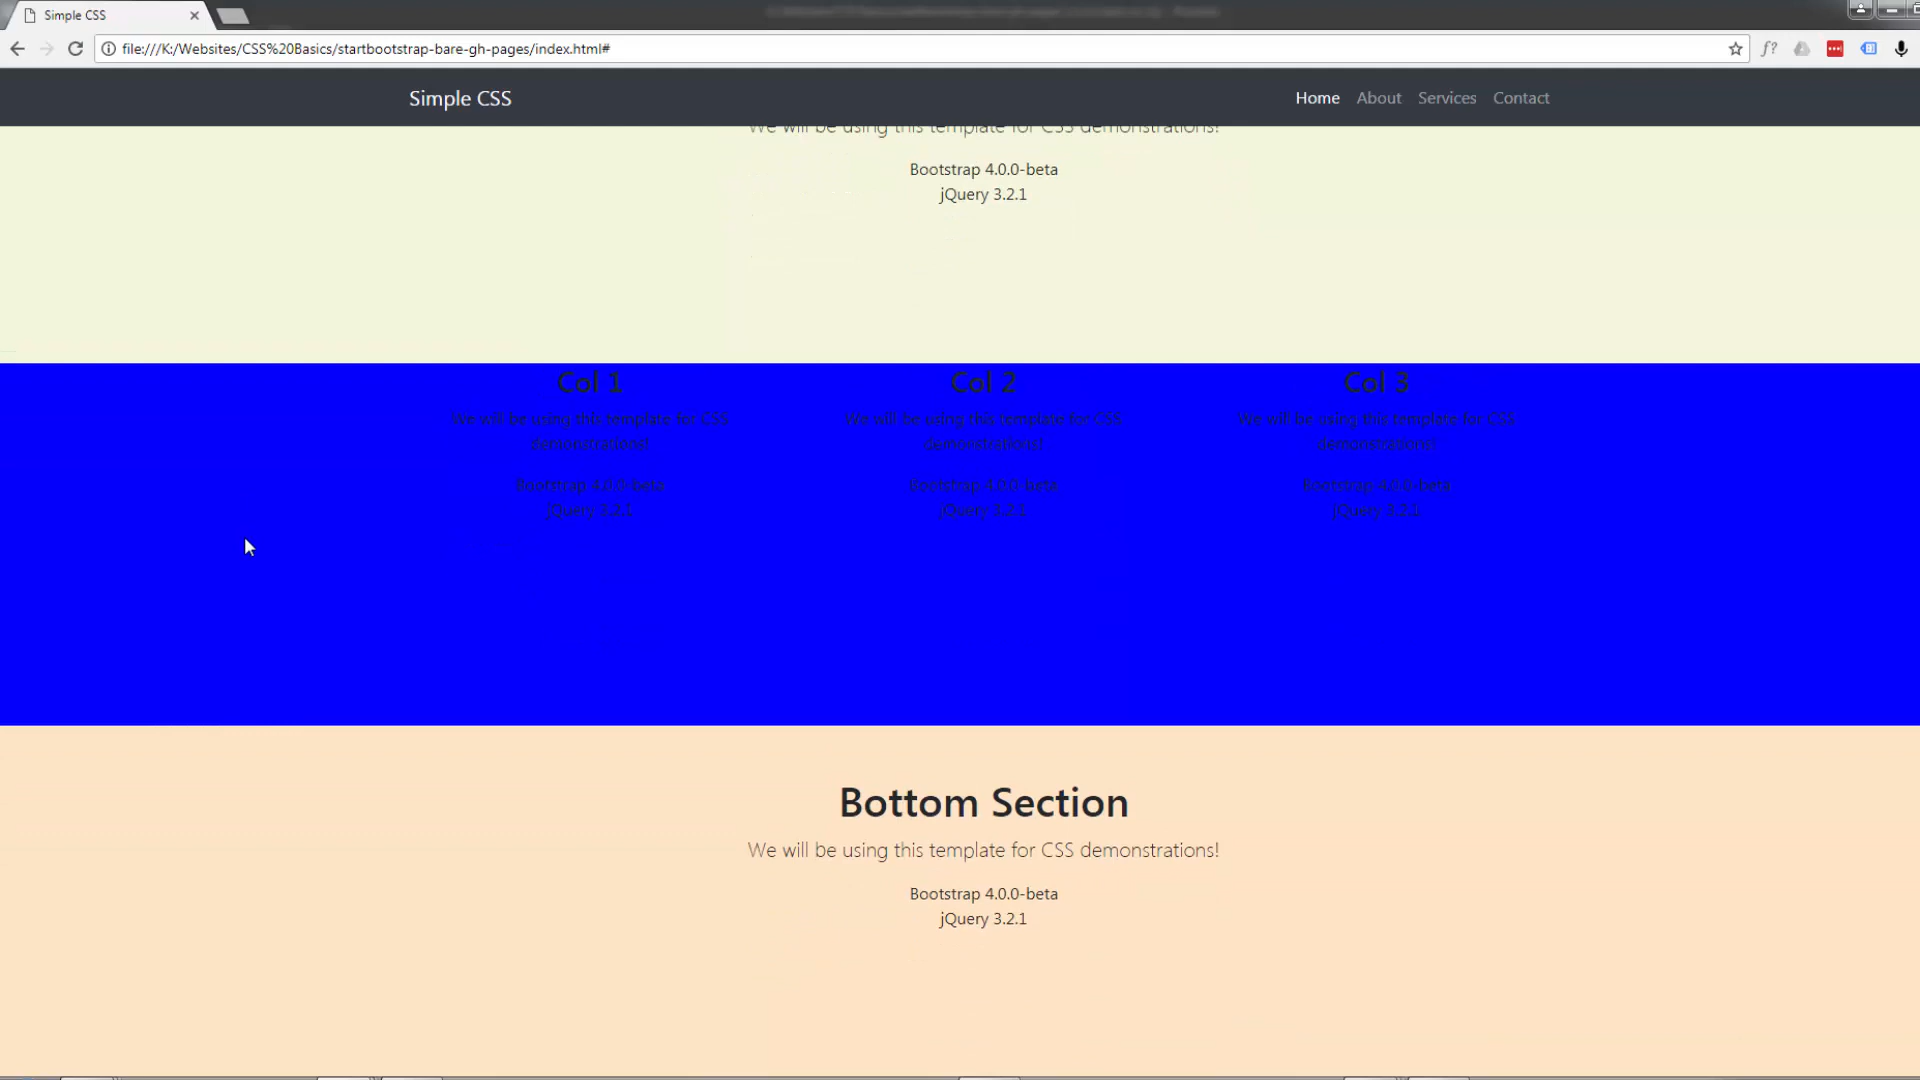 Simple CSS
file:///K:/Websites/CSS%20Basics/startbootstrap-bare-gh-pages/index.html#
f?
Simple CSS
Home About Services Contact
We will be using this template for CSS demonstrations!
Bootstrap 4.0.0-beta
jQuery 3.2.1
Col 1 Col 2 Col 3
We will be using this template for CSS We will be using this template for CSS We will be using this template for CSS
demonstrations! demonstrations! demonstrations!
Bootstrap 4.0.0-beta Bootstrap 4.0.0-beta Bootstrap 4.0.0-beta
jQuery 3.2.1 jQuery 3.2.1 jQuery 3.2.1
Bottom Section
We will be using this template for CSS demonstrations!
Bootstrap 4.0.0-beta
jQuery 3.2.1